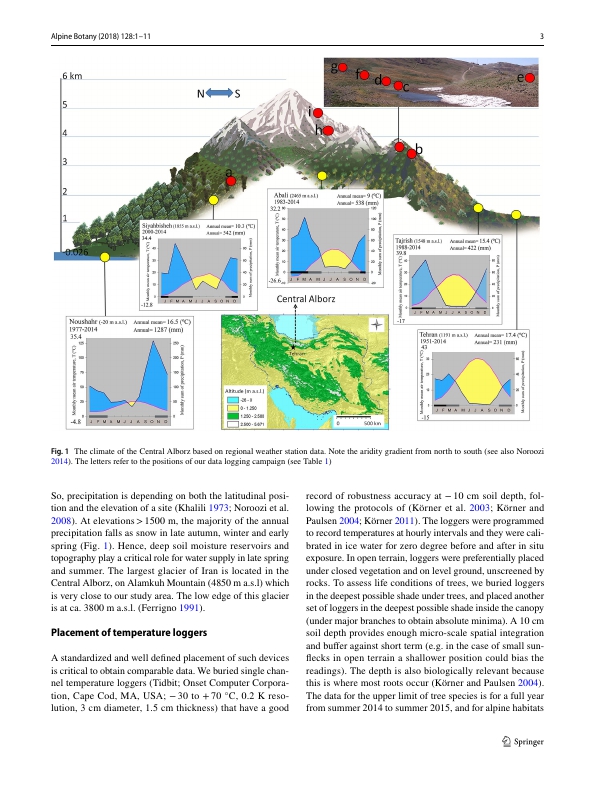 Alpine Botany (2018) 128:1–11
3
6 km
5
4
3
2
1
-0.026
N
S
g
f
d
c
e
i
h
b
a
Siyahbisheh (1855 m a.s.l.) Annual mean= 10.3 (°C)
2000-2014 Annual= 542 (mm)
34.4
-12.8
Abali (2465 m a.s.l.) Annual mean= 9 (°C)
1983-2014 Annual= 538 (mm)
32.2
-26.6
Tajrish (1548 m a.s.l.) Annual mean= 15.4 (°C)
1988-2014 Annual= 422 (mm)
39.8
-17
Noushahr (-20 m a.s.l.) Annual mean= 16.5 (°C)
1977-2014 Annual= 1287 (mm)
35.4
-4.8
Tehran (1191 m a.s.l.) Annual mean= 17.4 (°C)
1951-2014 Annual= 231 (mm)
43
-15
Monthly mean air temperature, T (°C)
Monthly sum of precipitation, P (mm)
J F M A M J J A S O N D
Central Alborz
Tehran
Altitude (m a.s.l.)
-28 - 0
0 - 1 250
1 250 - 2 500
2 500 - 5 671
0 500 km
Fig. 1 The climate of the Central Alborz based on regional weather station data. Note the aridity gradient from north to south (see also Noroozi
2014). The letters refer to the positions of our data logging campaign (see Table 1)
So, precipitation is depending on both the latitudinal posi-
tion and the elevation of a site (Khalili 1973; Noroozi et al.
2008). At elevations > 1500 m, the majority of the annual
precipitation falls as snow in late autumn, winter and early
spring (Fig. 1). Hence, deep soil moisture reservoirs and
topography play a critical role for water supply in late spring
and summer. The largest glacier of Iran is located in the
Central Alborz, on Alamkuh Mountain (4850 m a.s.l) which
is very close to our study area. The low edge of this glacier
is at ca. 3800 m a.s.l. (Ferrigno 1991).
Placement of temperature loggers
A standardized and well defined placement of such devices
is critical to obtain comparable data. We buried single chan-
nel temperature loggers (Tidbit; Onset Computer Corpora-
tion, Cape Cod, MA, USA; − 30 to + 70 °C, 0.2 K reso-
lution, 3 cm diameter, 1.5 cm thickness) that have a good
record of robustness accuracy at − 10 cm soil depth, fol-
lowing the protocols of (Körner et al. 2003; Körner and
Paulsen 2004; Körner 2011). The loggers were programmed
to record temperatures at hourly intervals and they were cali-
brated in ice water for zero degree before and after in situ
exposure. In open terrain, loggers were preferentially placed
under closed vegetation and on level ground, unscreened by
rocks. To assess life conditions of trees, we buried loggers
in the deepest possible shade under trees, and placed another
set of loggers in the deepest possible shade inside the canopy
(under major branches to obtain absolute minima). A 10 cm
soil depth provides enough micro-scale spatial integration
and buffer against short term (e.g. in the case of small sun-
flecks in open terrain a shallower position could bias the
readings). The depth is also biologically relevant because
this is where most roots occur (Körner and Paulsen 2004).
The data for the upper limit of tree species is for a full year
from summer 2014 to summer 2015, and for alpine habitats
Springer